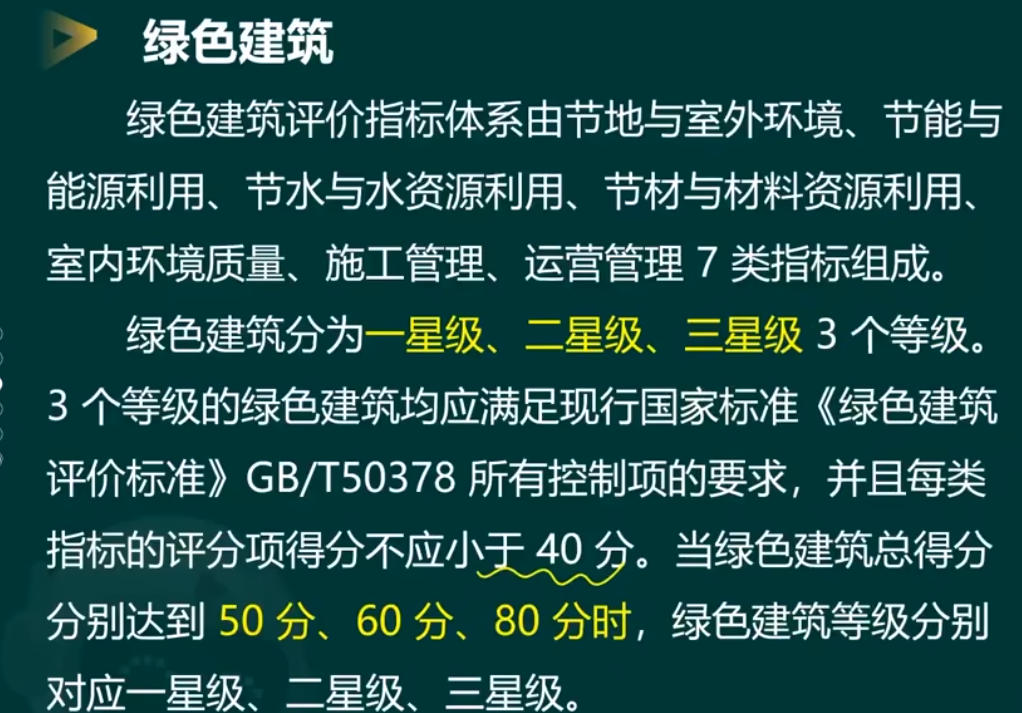 绿色建筑
绿色建筑评价指标体系由节地与室外环境、节能与
能源利用、节水与水资源利用、节材与材料资源利用、
室内环境质量、施工管理、运营管理 7 类指标组成。
绿色建筑分为一星级、二星级、三星级 3 个等级。
3 个等级的绿色建筑均应满足现行国家标准《绿色建筑
评价标准》GB/T50378 所有控制项的要求，并且每类
指标的评分项得分不应小于 40 分。当绿色建筑总得分
分别达到 50 分、60 分、80 分时，绿色建筑等级分别
对应一星级、二星级、三星级。